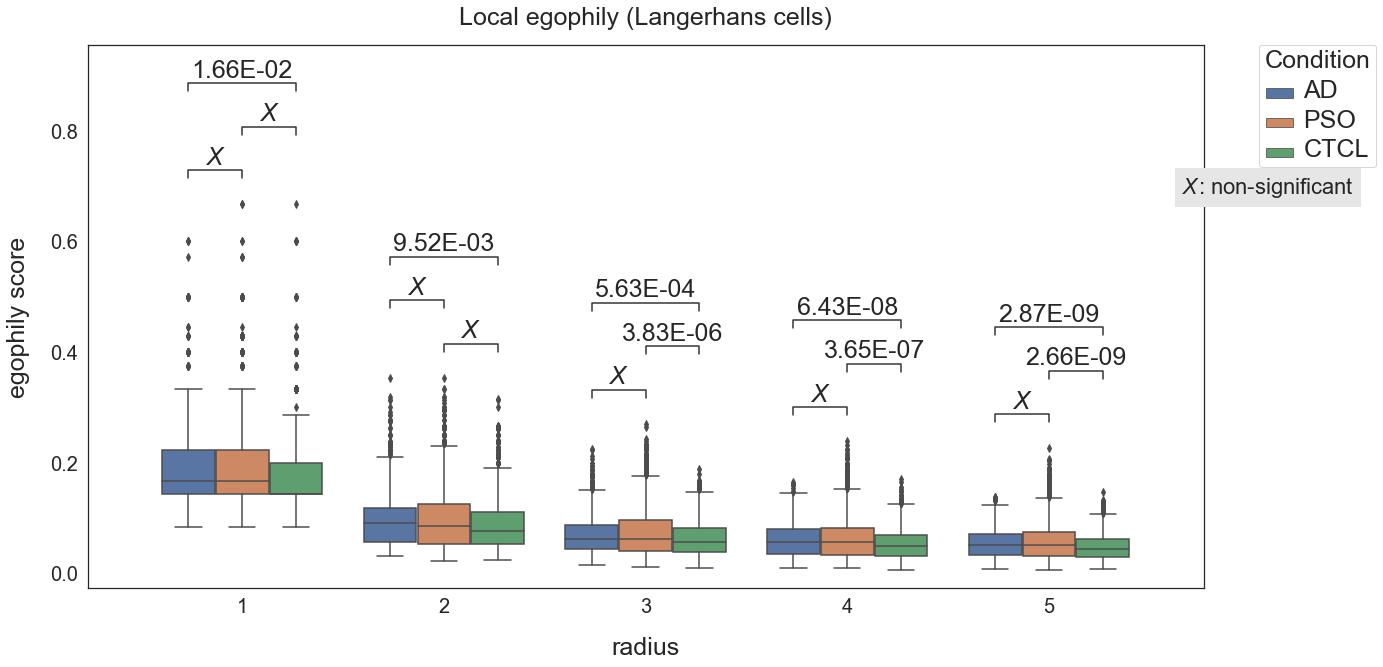 Local egophily (Langerhans cells)
Condition
AD
PSO
CTCL
X: non-significant
egophily score
0.8
0.6
0.4
0.2
0.0
1.66E-02
X
X
9.52E-03
X
X
5.63E-04
3.83E-06
X
6.43E-08
3.65E-07
X
2.87E-09
2.66E-09
X
1 2 3 4 5
radius